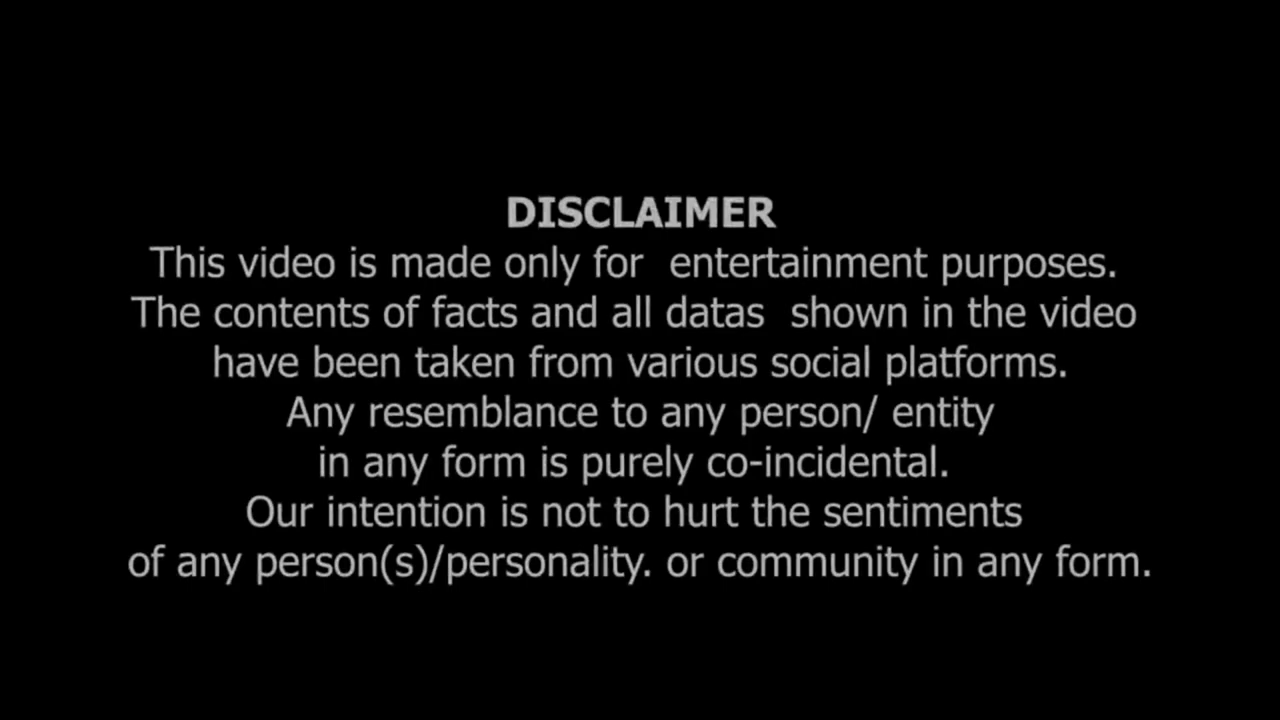 DISCLAIMER
This video is made only for  entertainment purposes.
The contents of facts and all datas  shown in the video
have been taken from various social platforms.
Any resemblance to any person/ entity
in any form is purely co-incidental.
Our intention is not to hurt the sentiments
of any person(s)/personality. or community in any form.